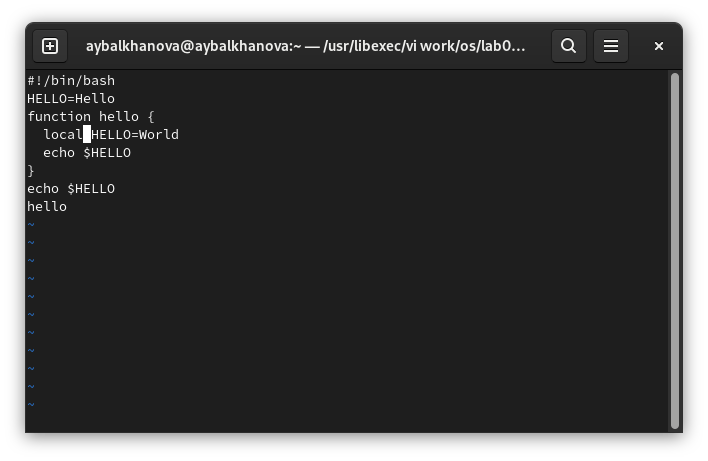 aybalkhanova@aybalkhanova:~ — /usr/libexec/vi work/os/lab0…
#!/bin/bash
HELLO=Hello
function hello {
  local HELLO=World
  echo $HELLO
}
echo $HELLO
hello
~
~
~
~
~
~
~
~
~
~
~